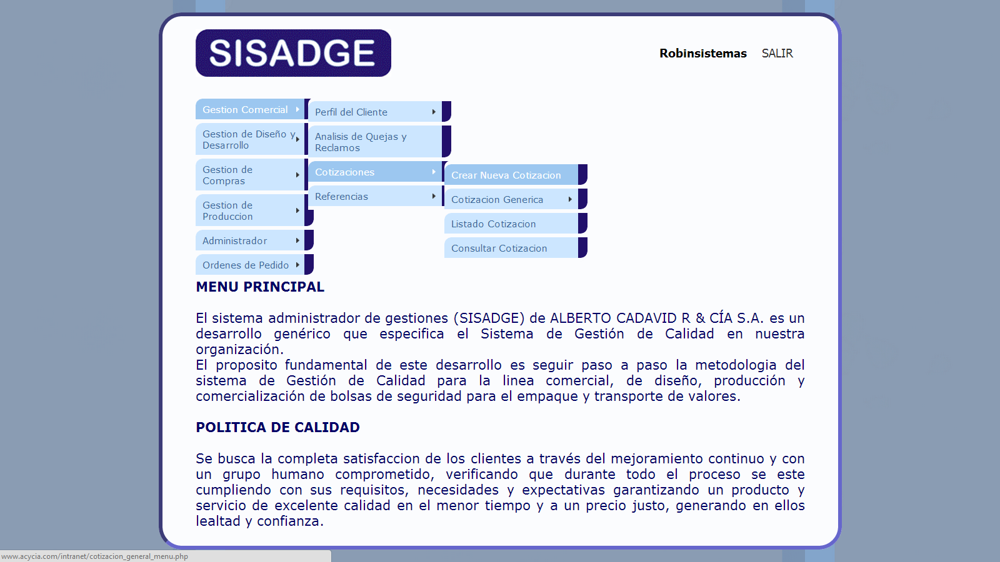 SISADGE
Robinsistemas SALIR
Gestion Comercial
Gestion de Diseño y
Desarrollo
Gestion de
Compras
Gestion de
Produccion
Administrador
Ordenes de Pedido
Perfil del Cliente
Analisis de Quejas y
Reclamos
Cotizaciones
Referencias
Crear Nueva Cotizacion
Cotizacion Generica
Listado Cotizacion
Consultar Cotizacion
MENU PRINCIPAL
El sistema administrador de gestiones (SISADGE) de ALBERTO CADAVID R & CÍA S.A. es un
desarrollo genérico que especifica el Sistema de Gestión de Calidad en nuestra
organización.
El proposito fundamental de este desarrollo es seguir paso a paso la metodologia del
sistema de Gestión de Calidad para la linea comercial, de diseño, producción y
comercialización de bolsas de seguridad para el empaque y transporte de valores.
POLITICA DE CALIDAD
Se busca la completa satisfaccion de los clientes a través del mejoramiento continuo y con
un grupo humano comprometido, verificando que durante todo el proceso se este
cumpliendo con sus requisitos, necesidades y expectativas garantizando un producto y
servicio de excelente calidad en el menor tiempo y a un precio justo, generando en ellos
lealtad y confianza.
www.acycia.com/intranet/cotizacion_general_menu.php